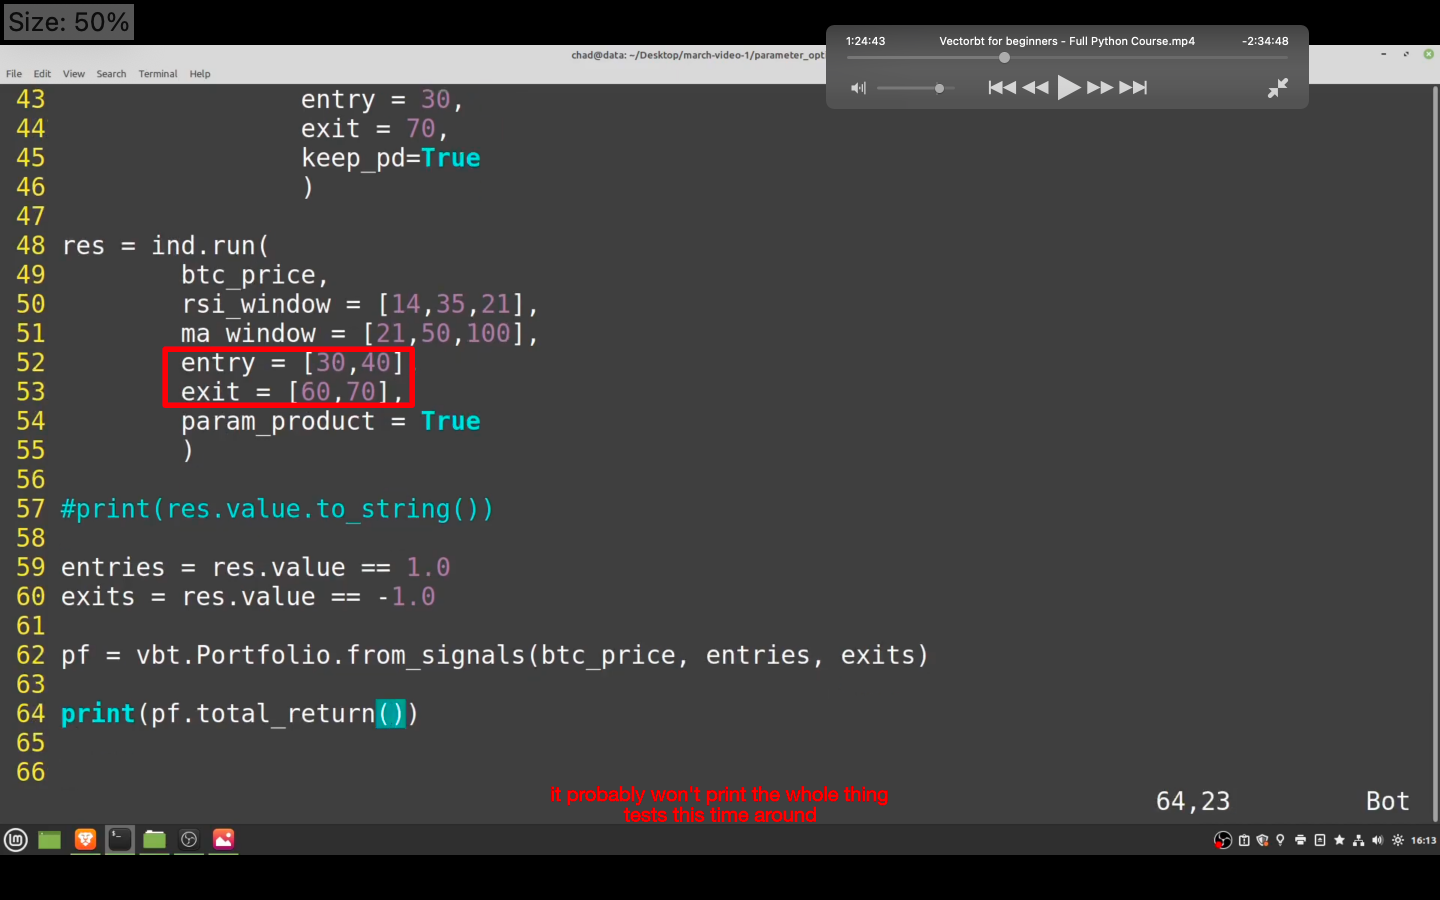 Size: 50%
1:24:43 Vectorbt for beginners - Full Python Course.mp4 -2:34:48
chad@data: ~/Desktop/march-video-1/parameter_opt
File Edit View Search Terminal Help
43 entry = 30,
44 exit = 70,
45 keep_pd=True
46 )
47
48 res = ind.run(
49 btc_price,
50 rsi_window = [14,35,21],
51 ma window = [21,50,100],
52 entry = [30,40]
53 exit = [60,70],
54 param_product = True
55 )
56
57 #print(res.value.to_string())
58
59 entries = res.value == 1.0
60 exits = res.value == -1.0
61
62 pf = vbt.Portfolio.from_signals(btc_price, entries, exits)
63
64 print(pf.total_return())
65
66
it probably won't print the whole thing
tests this time around
64,23 Bot
16:13